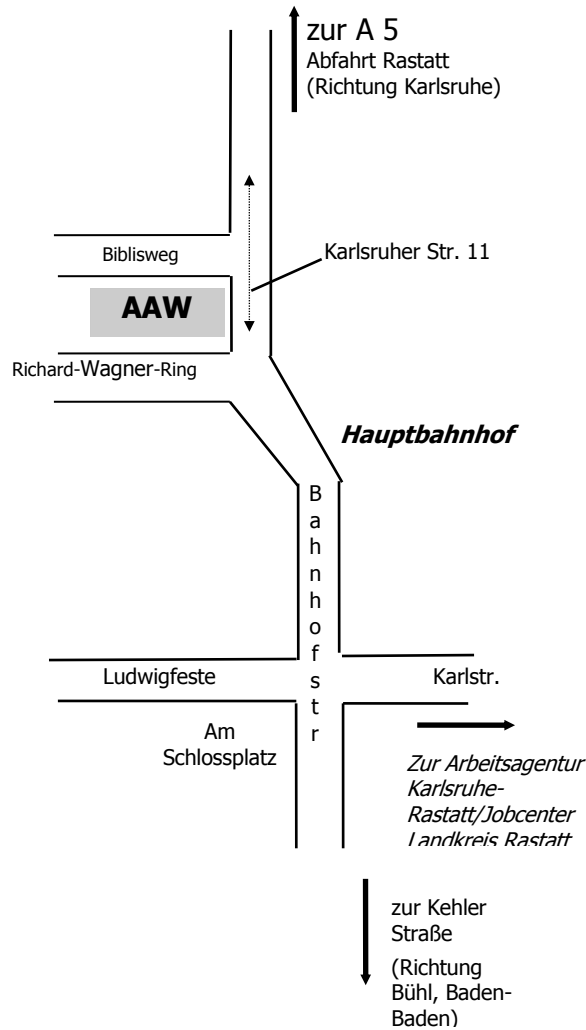 zur A 5
Abfahrt Rastatt
(Richtung Karlsruhe)
Biblisweg
Karlsruher Str. 11
AAW
Richard-Wagner-Ring
Hauptbahnhof
Bahnhofstr
Ludwigfeste
Karlstr.
Am
Schlossplatz
Zur Arbeitsagentur
Karlsruhe-
Rastatt/Jobcenter
Landkreis Rastatt
zur Kehler
Straße
(Richtung
Bühl, Baden-
Baden)